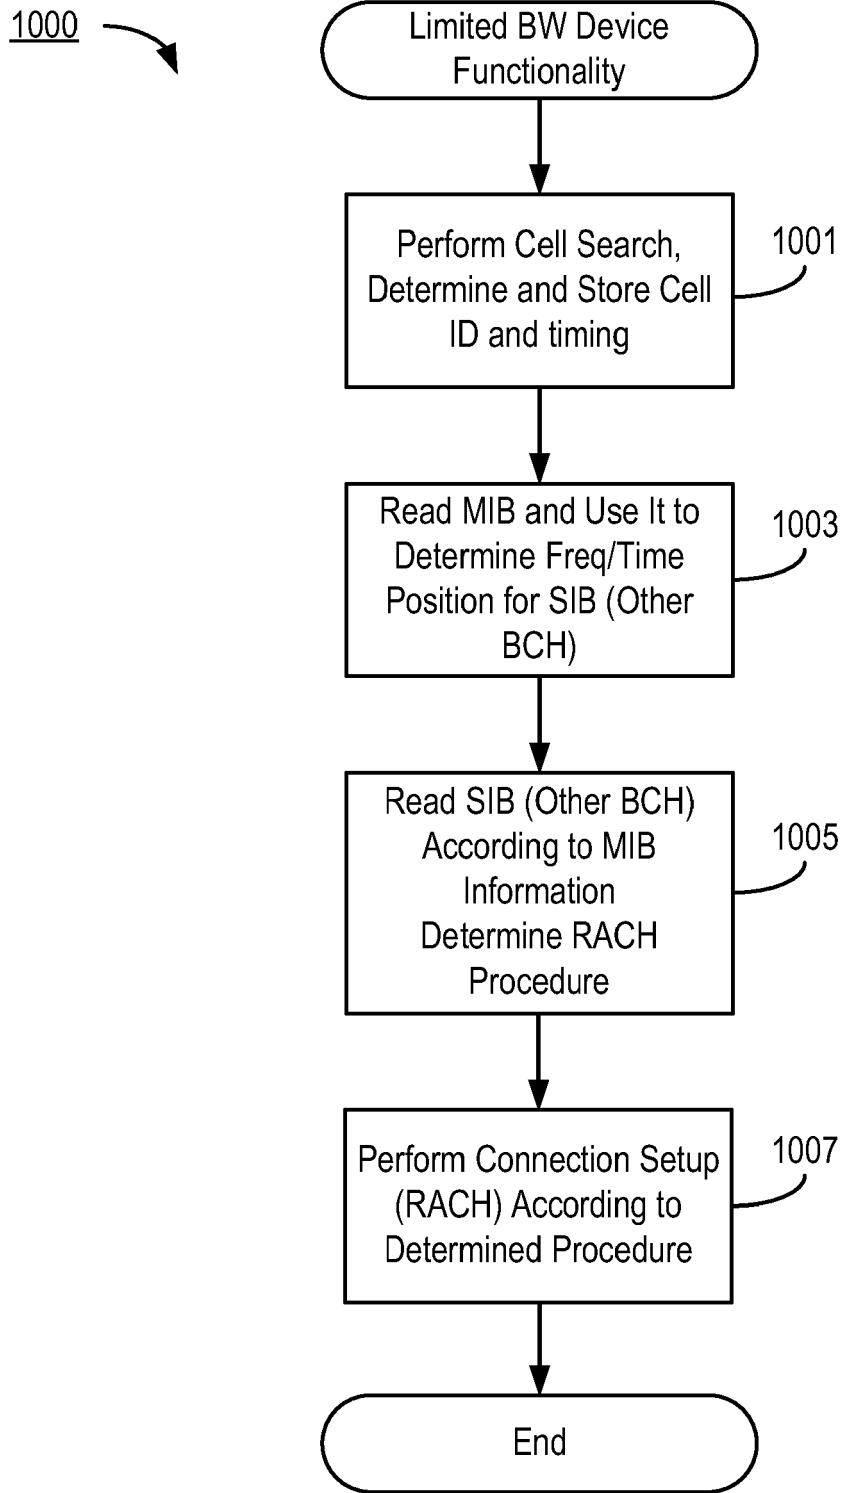 1000
Limited BW Device
Functionality
Perform Cell Search,
Determine and Store Cell
ID and timing
1001
Read MIB and Use It to
Determine Freq/Time
Position for SIB (Other
BCH)
1003
Read SIB (Other BCH)
According to MIB
Information
Determine RACH
Procedure
1005
Perform Connection Setup
(RACH) According to
Determined Procedure
1007
End